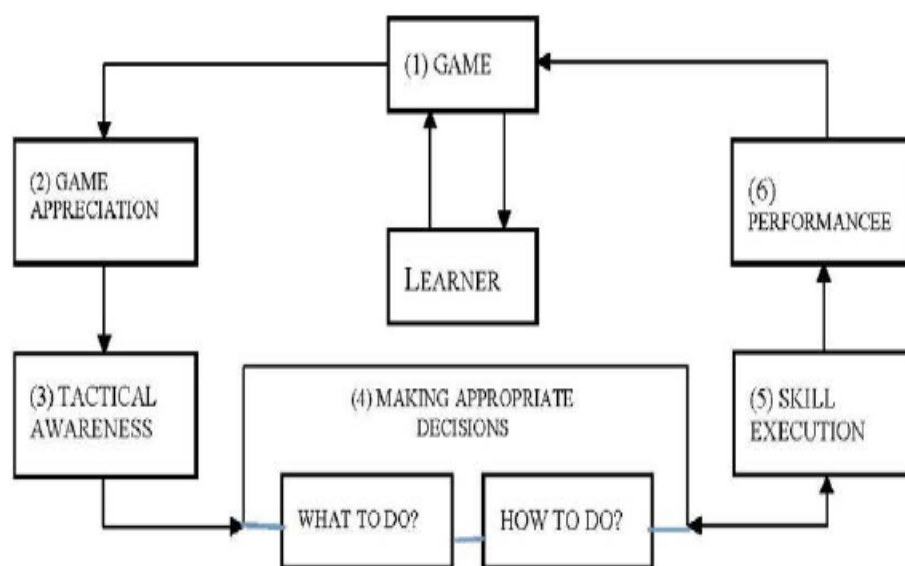 (1) GAME
(2) GAME
APPRECIATION
(6)
PERFORMANCEE
LEARNER
(3) TACTICAL
AWARENESS
(4) MAKING APPROPRIATE
DECISIONS
(5) SKILL
EXECUTION
WHAT TO DO?
HOW TO DO?